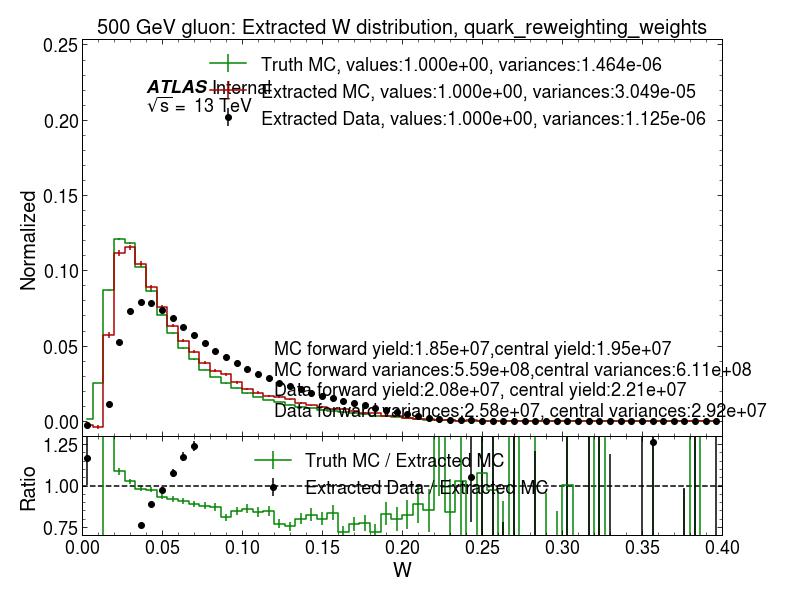 500 GeV gluon: Extracted W distribution, quark_reweighting_weights
0.25
Truth MC, values:1.000e+00, variances:1.464e-06
ATLAS Internal
Extracted MC, values:1.000e+00, variances:3.049e-05
√s = 13 TeV
Extracted Data, values:1.000e+00, variances:1.125e-06
0.20
0.15
Normalized
0.10
0.05
MC forward yield:1.85e+07,central yield:1.95e+07
MC forward variances:5.59e+08,central variances:6.11e+08
Data forward yield:2.08e+07, central yield:2.21e+07
Data forward variances:2.58e+07, central variances:2.92e+07
0.00
1.25
Truth MC / Extracted MC
Ratio
1.00
Extracted Data / Extracted MC
0.75
0.00 0.05 0.10 0.15 0.20 0.25 0.30 0.35 0.40
W